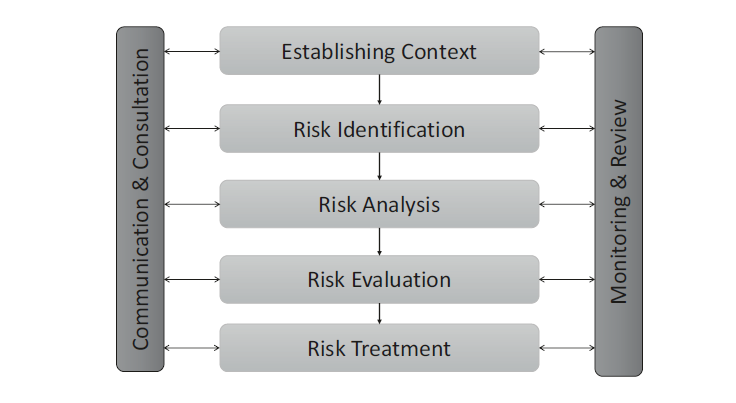 Communication & Consultation
Establishing Context
Risk Identification
Risk Analysis
Risk Evaluation
Risk Treatment
Monitoring & Review